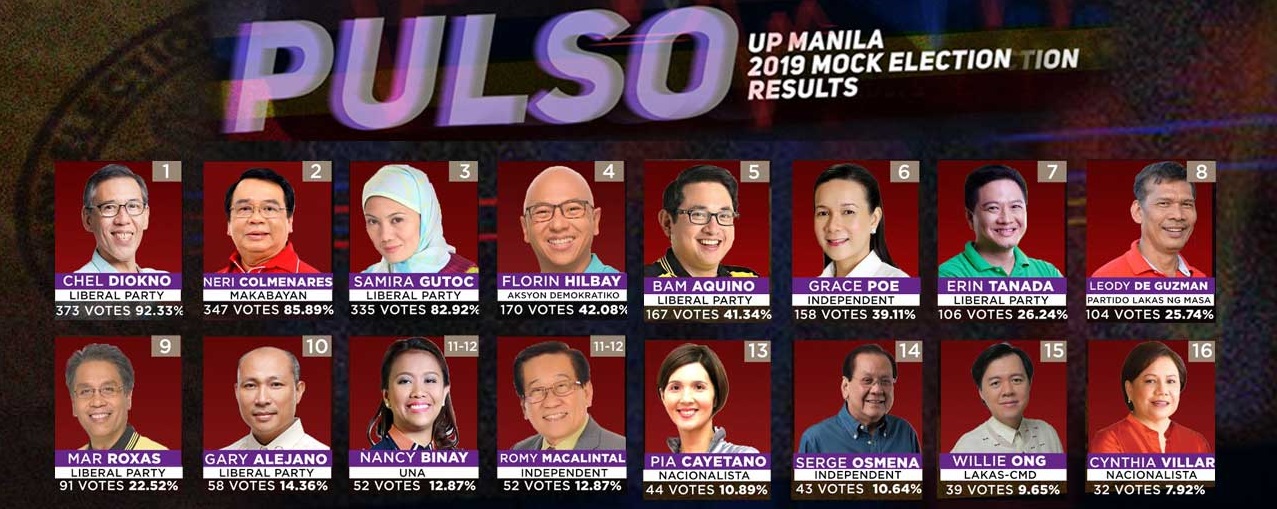 PULSO
UP MANILA
2019 MOCK ELECTION TION
RESULTS
1
CHEL DIOKNO
LIBERAL PARTY
373 VOTES 92.33%
2
NERI COLMENARES
MAKABAYAN
347 VOTES 85.89%
3
SAMIRA GUTOC
LIBERAL PARTY
335 VOTES 82.92%
4
FLORIN HILBAY
AKSYON DEMOKRATIKO
170 VOTES 42.08%
5
BAM AQUINO
LIBERAL PARTY
167 VOTES 41.34%
6
GRACE POE
INDEPENDENT
158 VOTES 39.11%
7
ERIN TANADA
LIBERAL PARTY
106 VOTES 26.24%
8
LEODY DE GUZMAN
PARTIDO LAKAS NG MASA
104 VOTES 25.74%
9
MAR ROXAS
LIBERAL PARTY
91 VOTES 22.52%
10
GARY ALEJANO
LIBERAL PARTY
58 VOTES 14.36%
11-12
NANCY BINAY
UNA
52 VOTES 12.87%
11-12
ROMY MACALINTAL
INDEPENDENT
52 VOTES 12.87%
13
PIA CAYETANO
NACIONALISTA
44 VOTES 10.89%
14
SERGE OSMENA
INDEPENDENT
43 VOTES 10.64%
15
WILLIE ONG
LAKAS-CMD
39 VOTES 9.65%
16
CYNTHIA VILLAR
NACIONALISTA
32 VOTES 7.92%